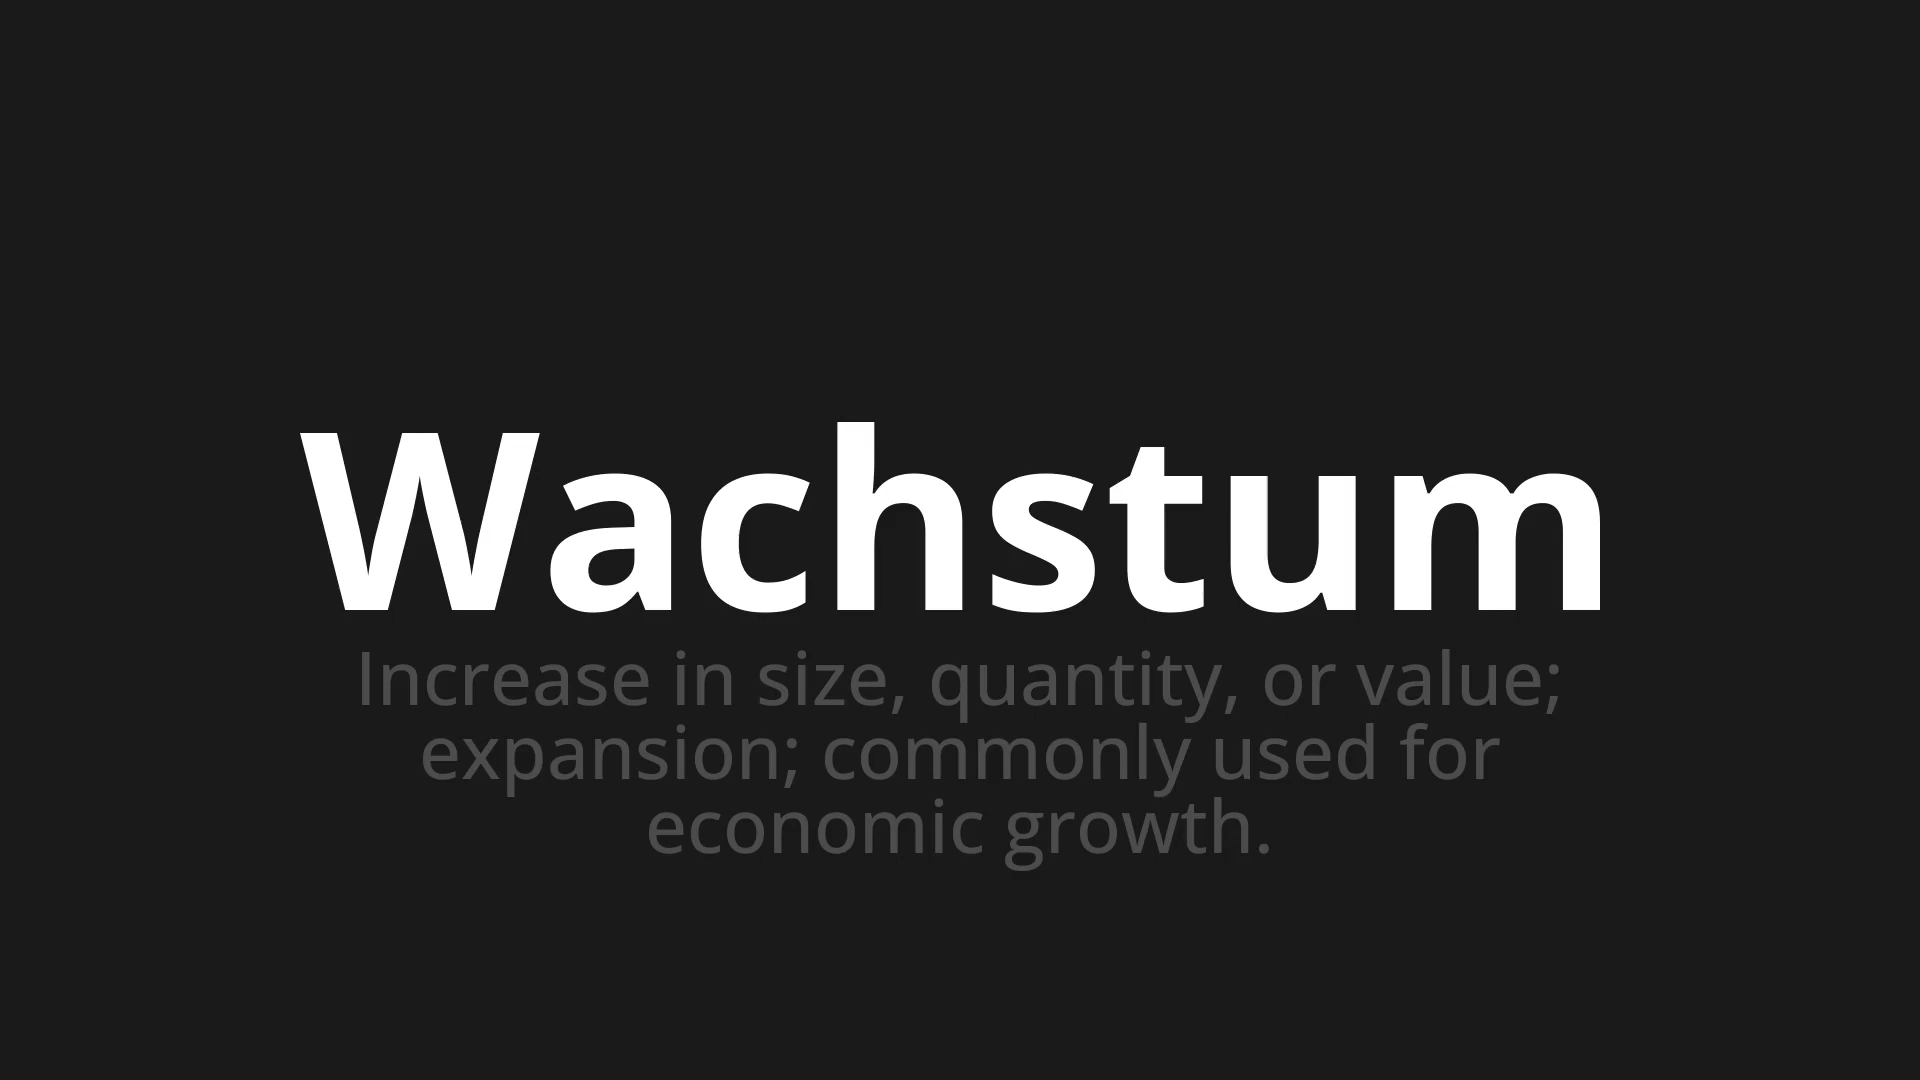 Wachstum
Increase in size, quantity, or value;
expansion; commonly used for
economic growth.